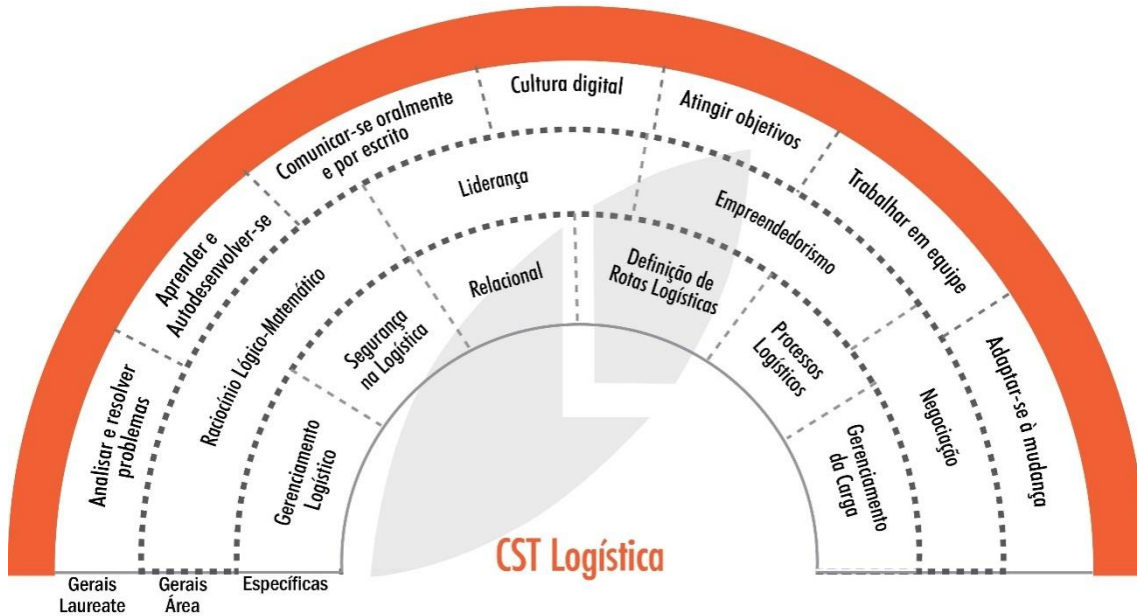 Analisar e resolver
problemas
Aprender e
Autodesenvolver-se
Comunicar-se oralmente
e por escrito
Cultura digital
Atingir objetivos
Trabalhar em equipe
Adaptar-se à mudança
Raciocínio Lógico-Matemático
Liderança
Empreendedorismo
Negociação
Gerenciamento
Logístico
Segurança
na Logística
Relacional
Definição de
Rotas Logísticas
Processos
Logísticos
Gerenciamento
da Carga
CST Logística
Gerais
Laureate
Gerais
Área
Específicas